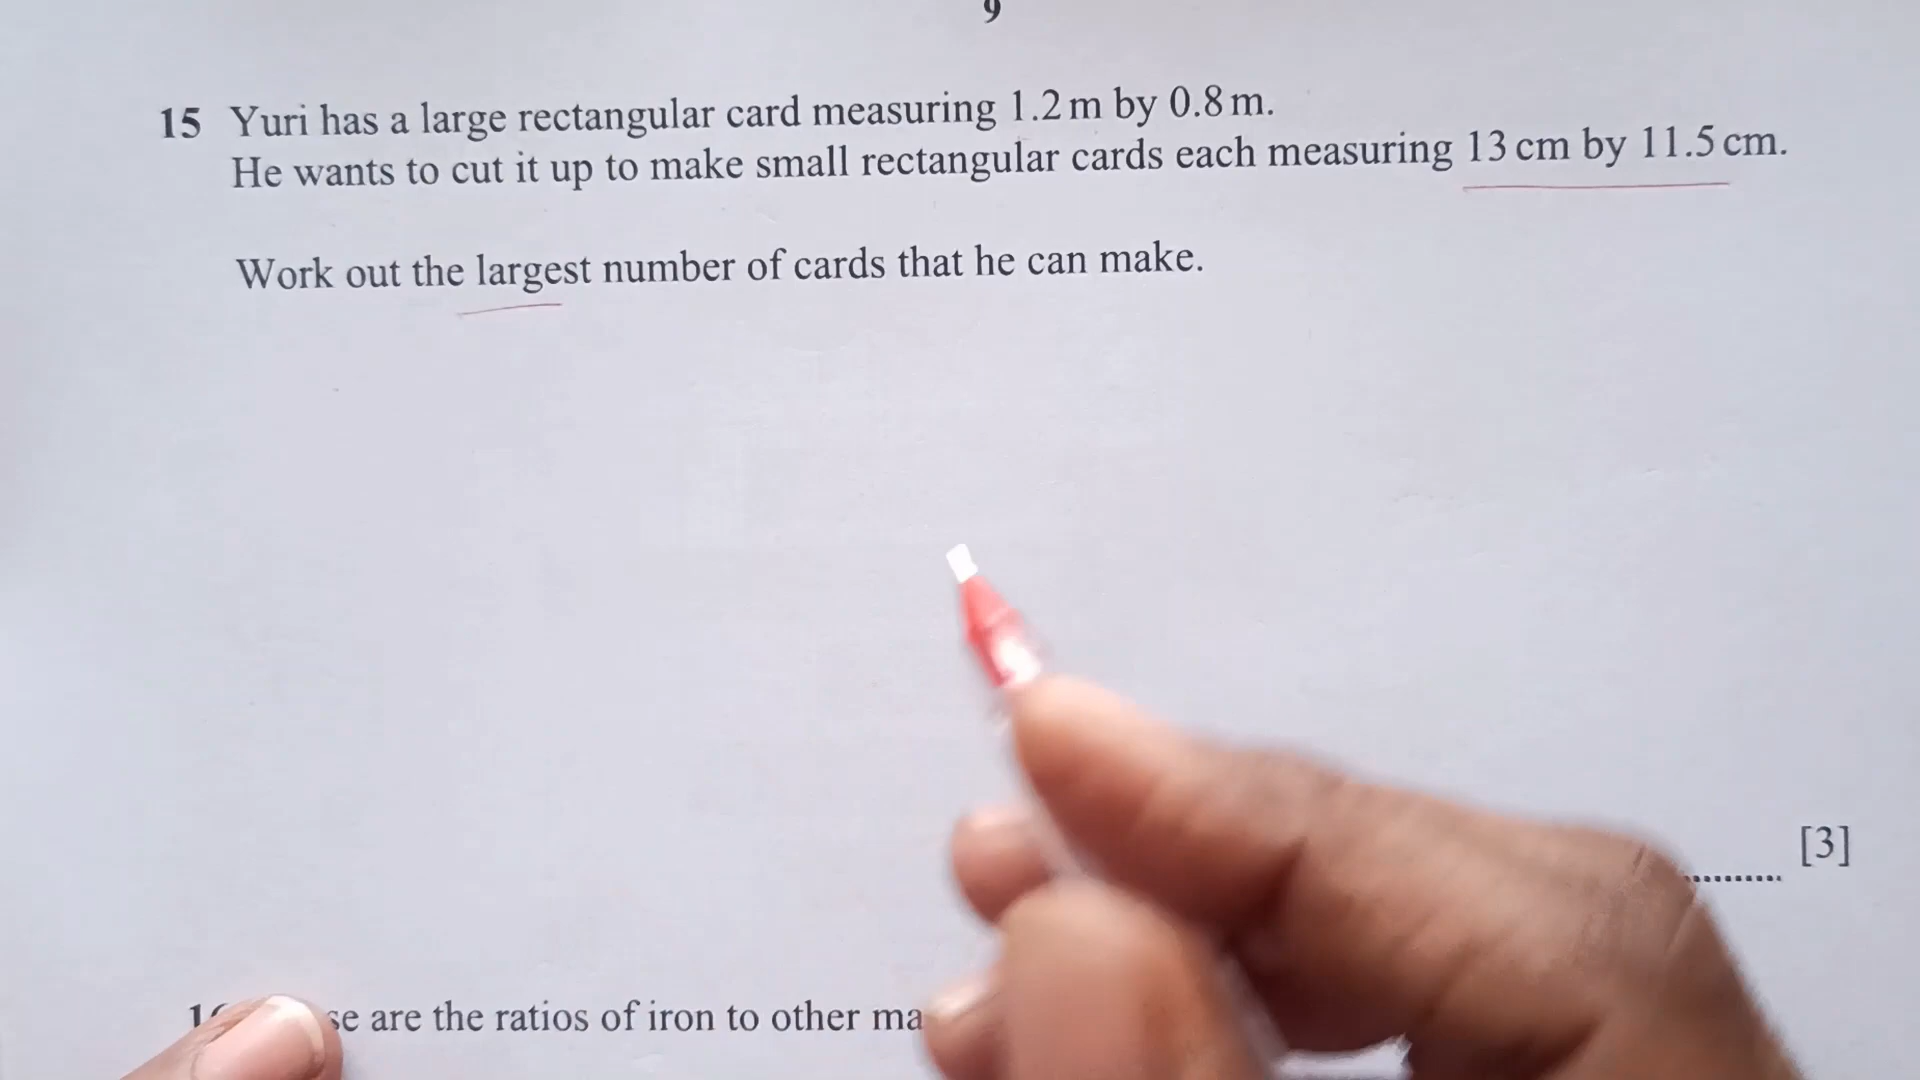 9
15 Yuri has a large rectangular card measuring 1.2 m by 0.8 m.
He wants to cut it up to make small rectangular cards each measuring 13 cm by 11.5 cm.
Work out the largest number of cards that he can make.
.......... [3]
se are the ratios of iron to other ma